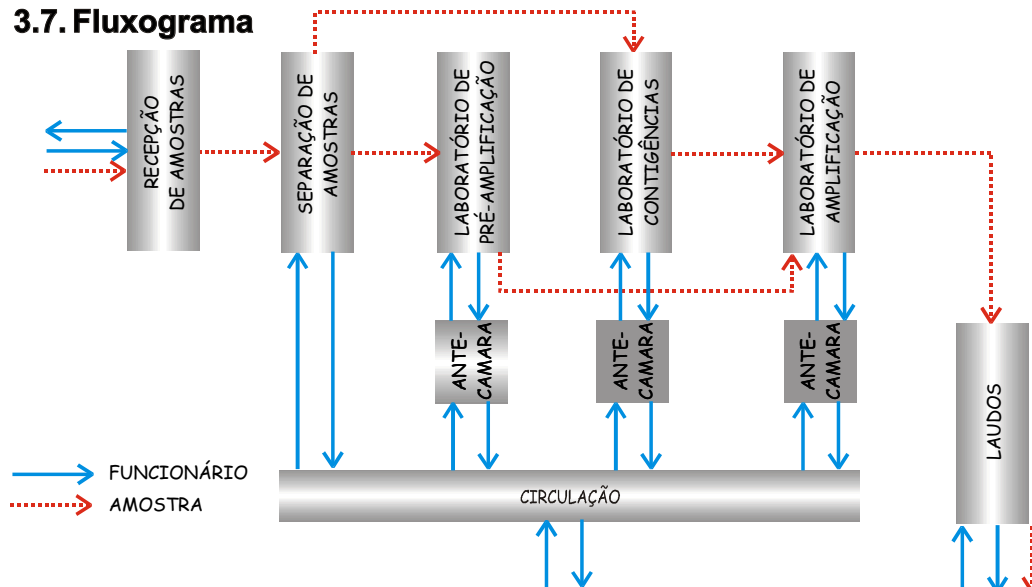 3.7. Fluxograma
RECEPÇÃO
DE AMOSTRAS
SEPARAÇÃO DE
AMOSTRAS
LABORATÓRIO DE
PRÉ-AMPLIFICAÇÃO
LABORATÓRIO DE
CONTIGÊNCIAS
LABORATÓRIO DE
AMPLIFICAÇÃO
ANTE-
CAMARA
ANTE-
CAMARA
ANTE-
CAMARA
LAUDOS
FUNCIONÁRIO
AMOSTRA
CIRCULAÇÃO